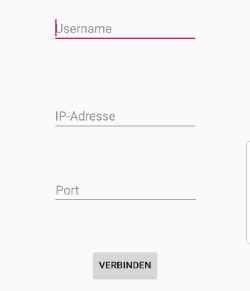 Username
IP-Adresse
Port
VERBINDEN